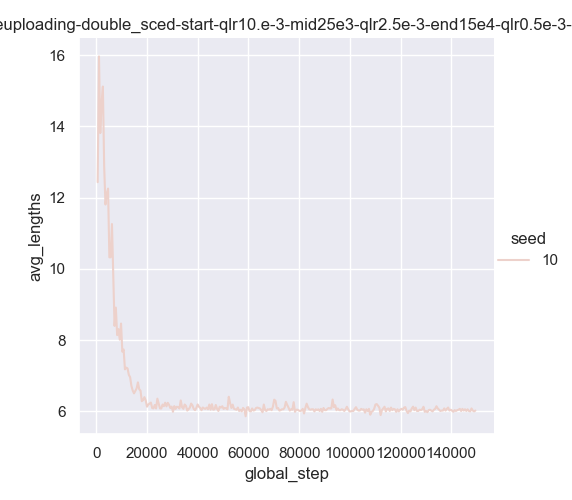 euploading-double_sced-start-qlr10.e-3-mid25e3-qlr2.5e-3-end15e4-qlr0.5e-3-
16
14
12
10
8
6
avg_lengths
seed
10
0 20000 40000 60000 80000 100000 120000 140000
global_step